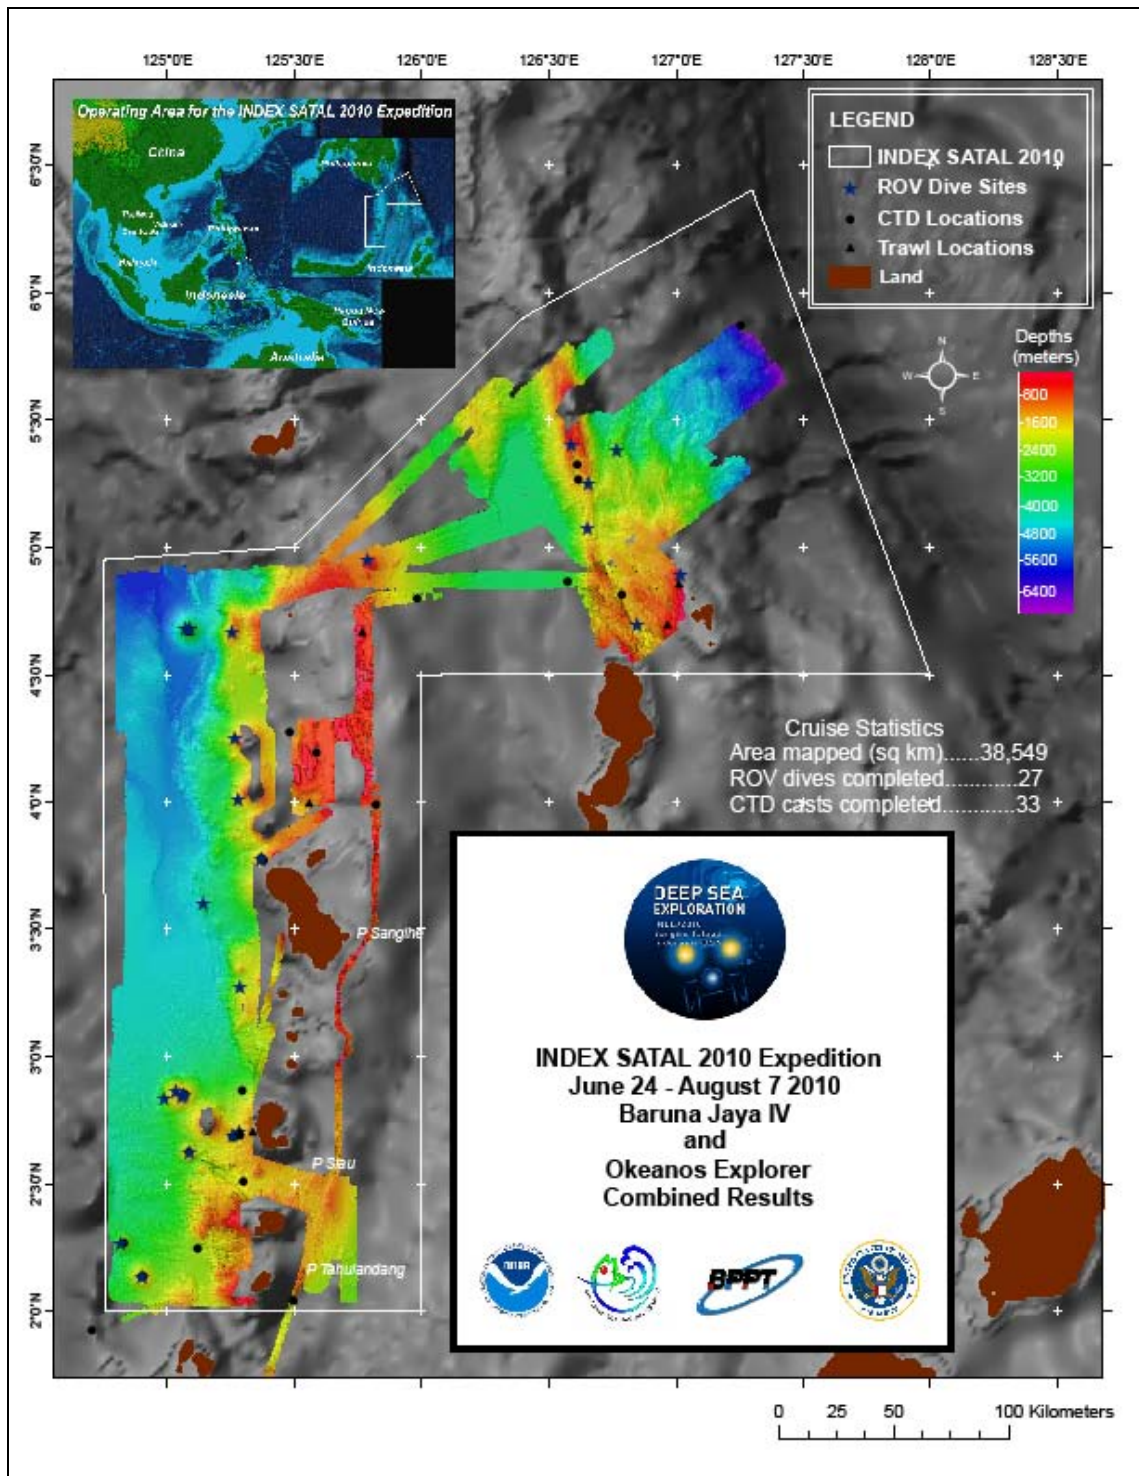 125°0'E 125°30'E 126°0'E 126°30'E 127°0'E 127°30'E 128°0'E 128°30'E
Operating Area for the INDEX SATAL 2010 Expedition
China
Philippines
Philippines
Malaysia
Indonesia
Indonesia
Papua New
Guinea
Australia
LEGEND
INDEX SATAL 2010
ROV Dive Sites
CTD Locations
Trawl Locations
Land
N
W E
S
Depths
(meters)
-800
-1600
-2400
-3200
-4000
-4800
-5600
-6400
6°30'N
6°0'N
5°30'N
5°0'N
4°30'N
4°0'N
3°30'N
3°0'N
2°30'N
2°0'N
Cruise Statistics
Area mapped (sq km)......38,549
ROV dives completed............27
CTD casts completed............33
P Sangihe
P Siau
P Tahulandang
DEEP SEA
EXPLORATION
INDEX SATAL 2010 Expedition
June 24 - August 7 2010
Baruna Jaya IV
and
Okeanos Explorer
Combined Results
BPPT
0 25 50 100 Kilometers